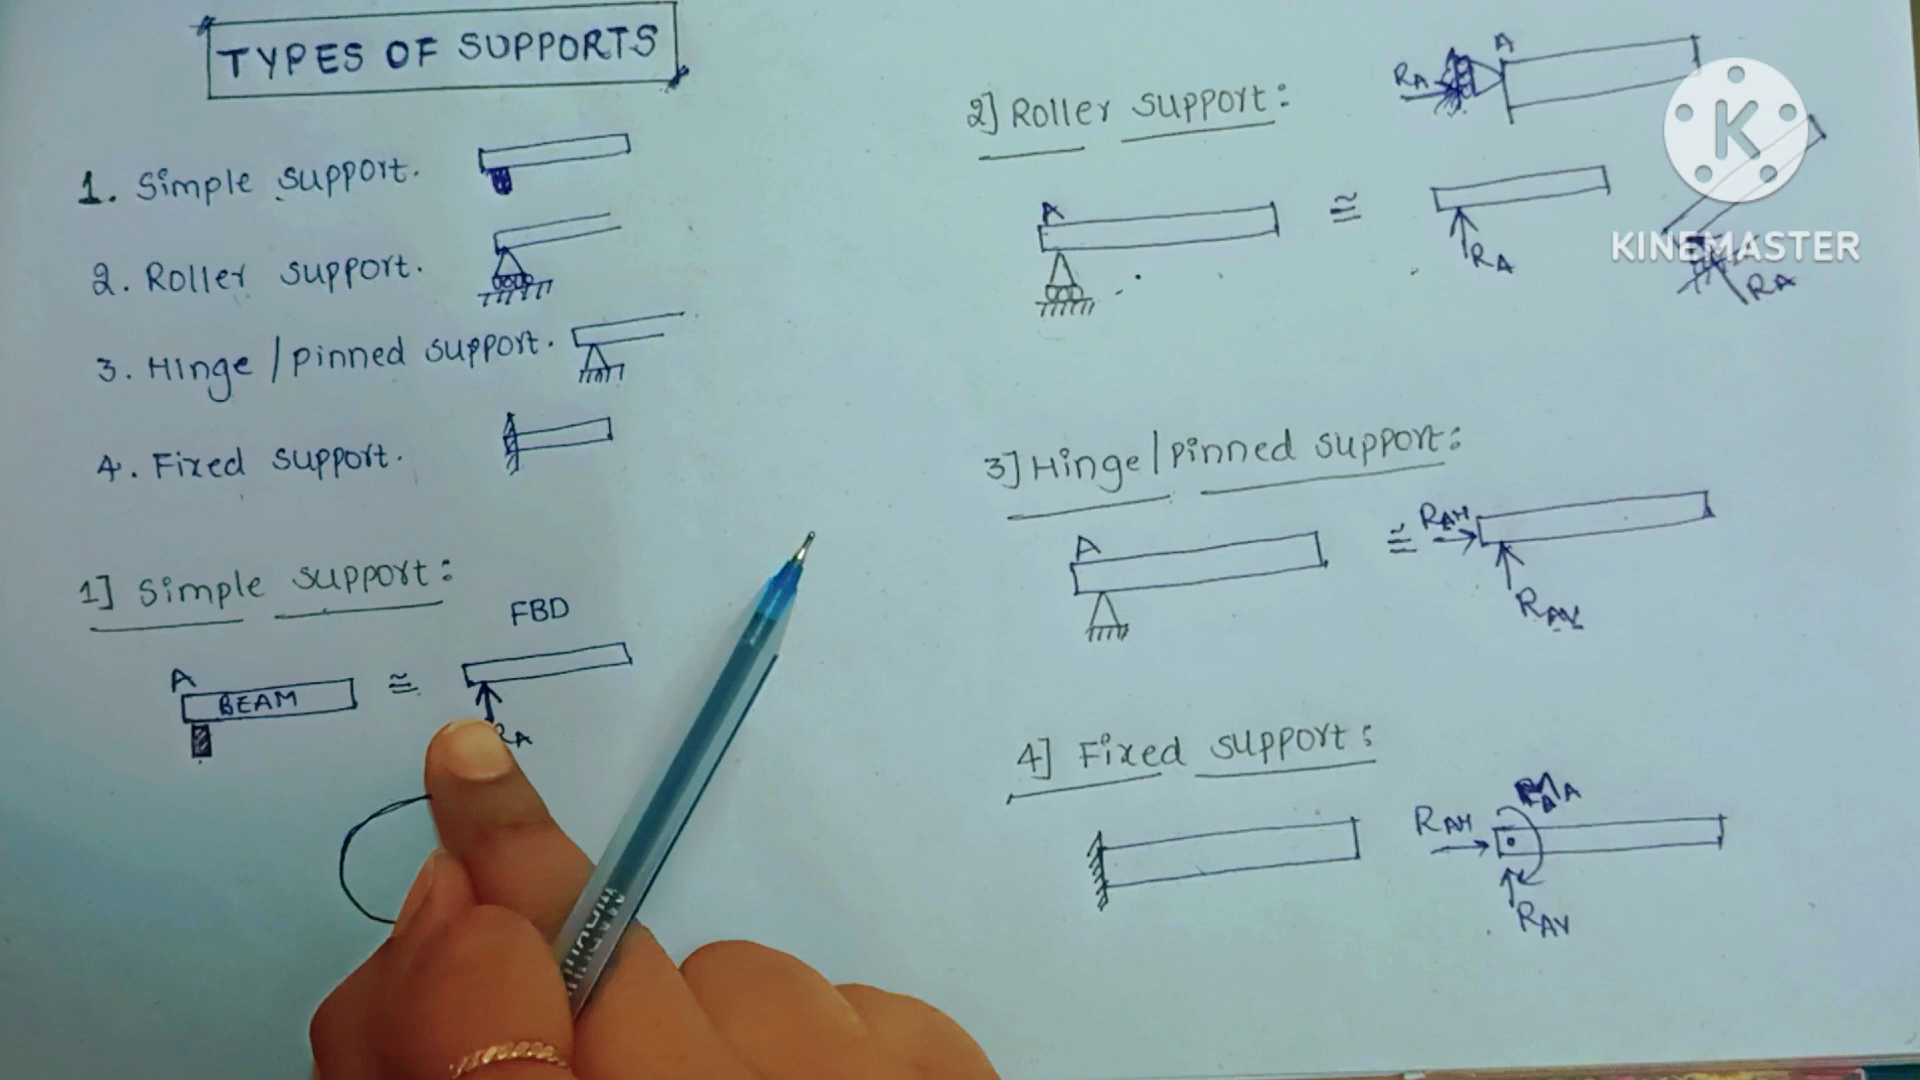 TYPES OF SUPPORTS
1. Simple support.
2. Roller support.
3. Hinge/pinned support.
4. Fixed support.
1] Simple support:
FBD
A
BEAM
≅
RA
2] Roller support:
A
RA
A
≅
RA
RA
3] Hinge/pinned support:
A
≅
RAH
RAV
4] Fixed support:
MA
RAH
RAV
K
KINEMASTER